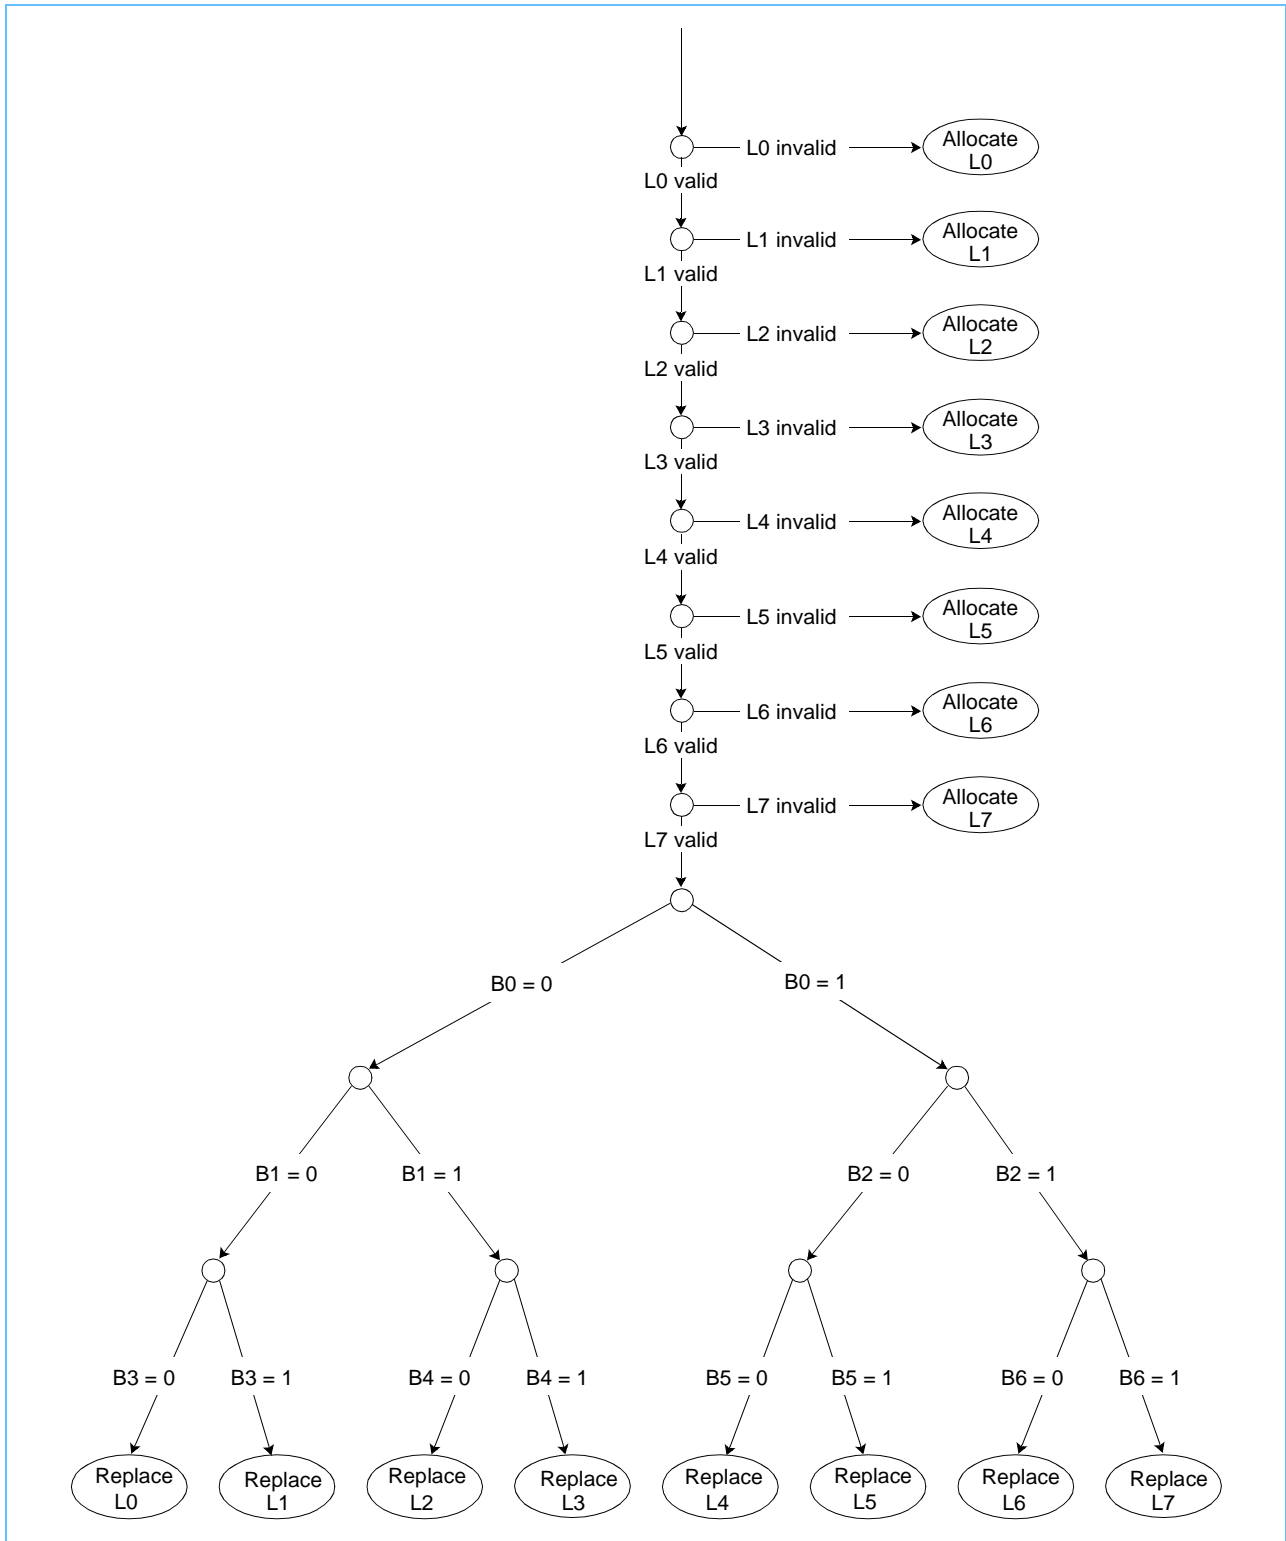 L0 invalid
Allocate
L0
L0 valid
L1 invalid
Allocate
L1
L1 valid
L2 invalid
Allocate
L2
L2 valid
L3 invalid
Allocate
L3
L3 valid
L4 invalid
Allocate
L4
L4 valid
L5 invalid
Allocate
L5
L5 valid
L6 invalid
Allocate
L6
L6 valid
L7 invalid
Allocate
L7
L7 valid
B0 = 0
B0 = 1
B1 = 0
B1 = 1
B2 = 0
B2 = 1
B3 = 0
B3 = 1
B4 = 0
B4 = 1
B5 = 0
B5 = 1
B6 = 0
B6 = 1
Replace
L0
Replace
L1
Replace
L2
Replace
L3
Replace
L4
Replace
L5
Replace
L6
Replace
L7